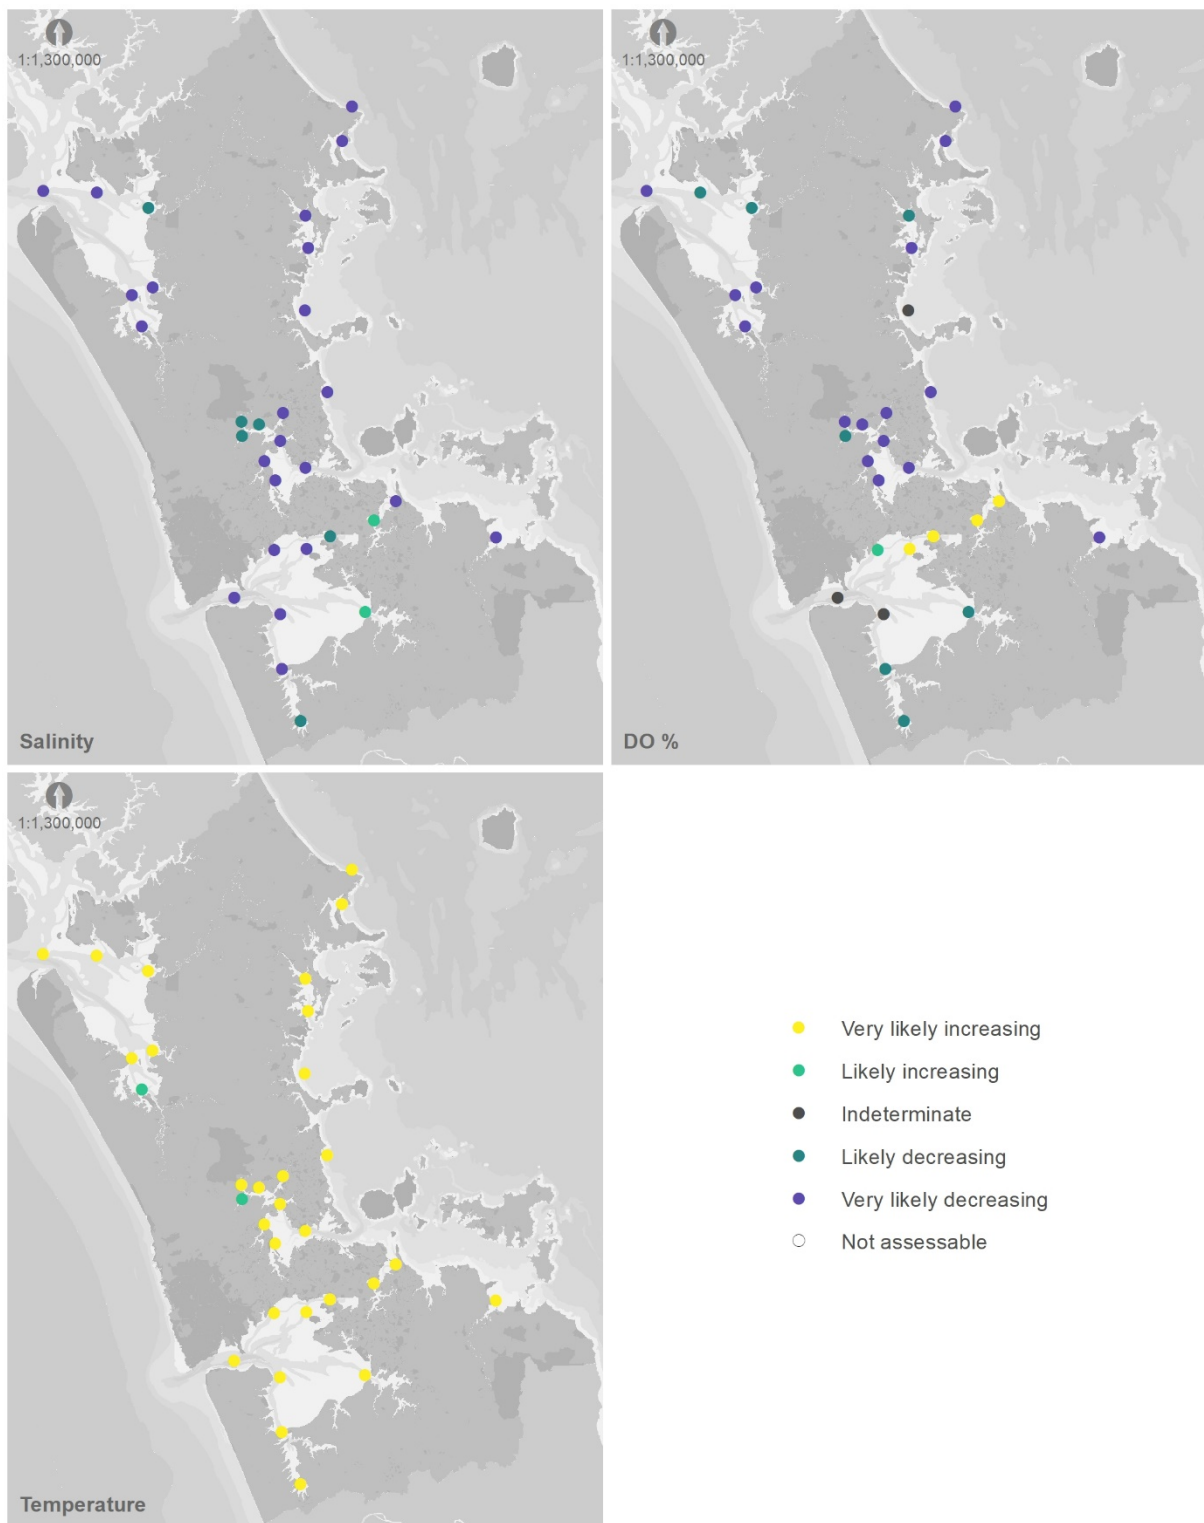 1:1,300,000
Salinity
1:1,300,000
DO %
1:1,300,000
Temperature
Very likely increasing
Likely increasing
Indeterminate
Likely decreasing
Very likely decreasing
Not assessable